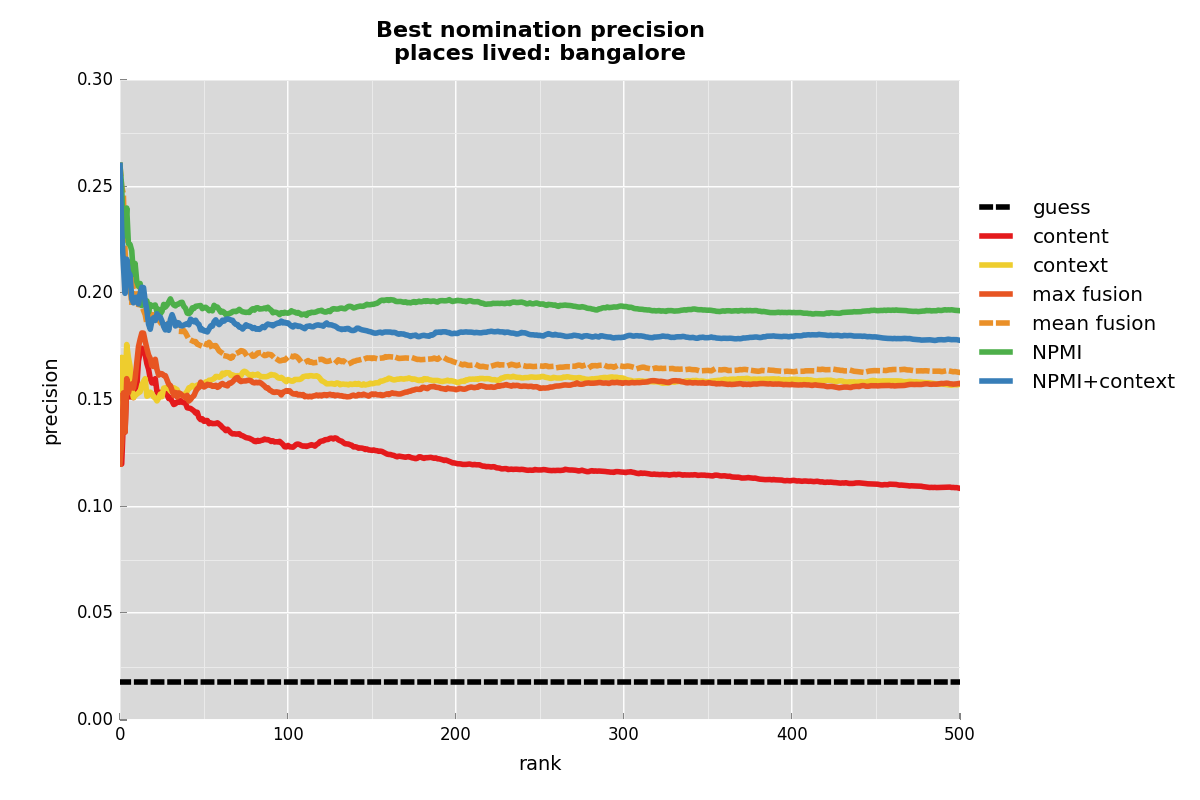 Best nomination precision
places lived: bangalore
0.30
0.25
0.20
0.15
0.10
0.05
0.00
precision
0 100 200 300 400 500
rank
guess
content
context
max fusion
mean fusion
NPMI
NPMI+context